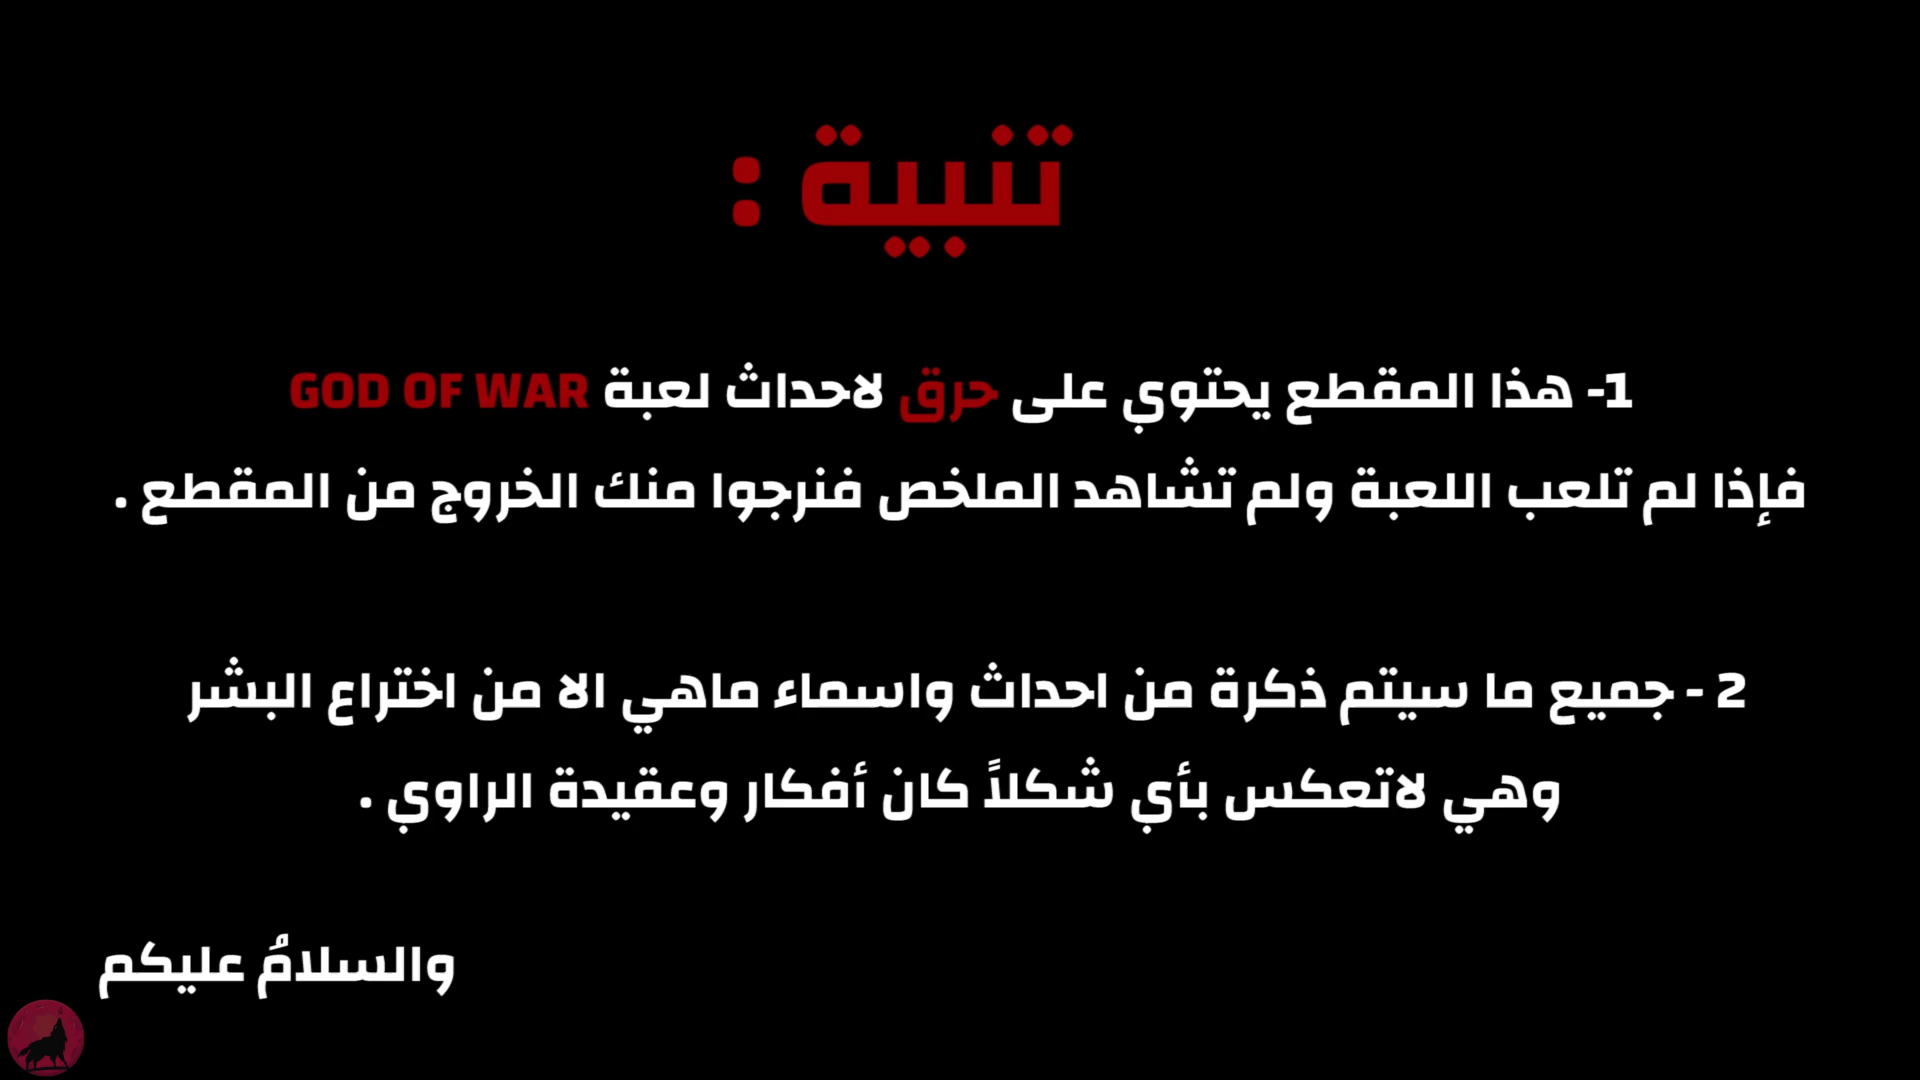 تنبية :
1- هذا المقطع يحتوي على حرق لاحداث لعبة GOD OF WAR
فإذا لم تلعب اللعبة ولم تشاهد الملخص فنرجوا منك الخروج من المقطع .
2 - جميع ما سيتم ذكرة من احداث واسماء ماهي الا من اختراع البشر
وهي لاتعكس بأي شكلاً كان أفكار وعقيدة الراوي .
والسلامُ عليكم